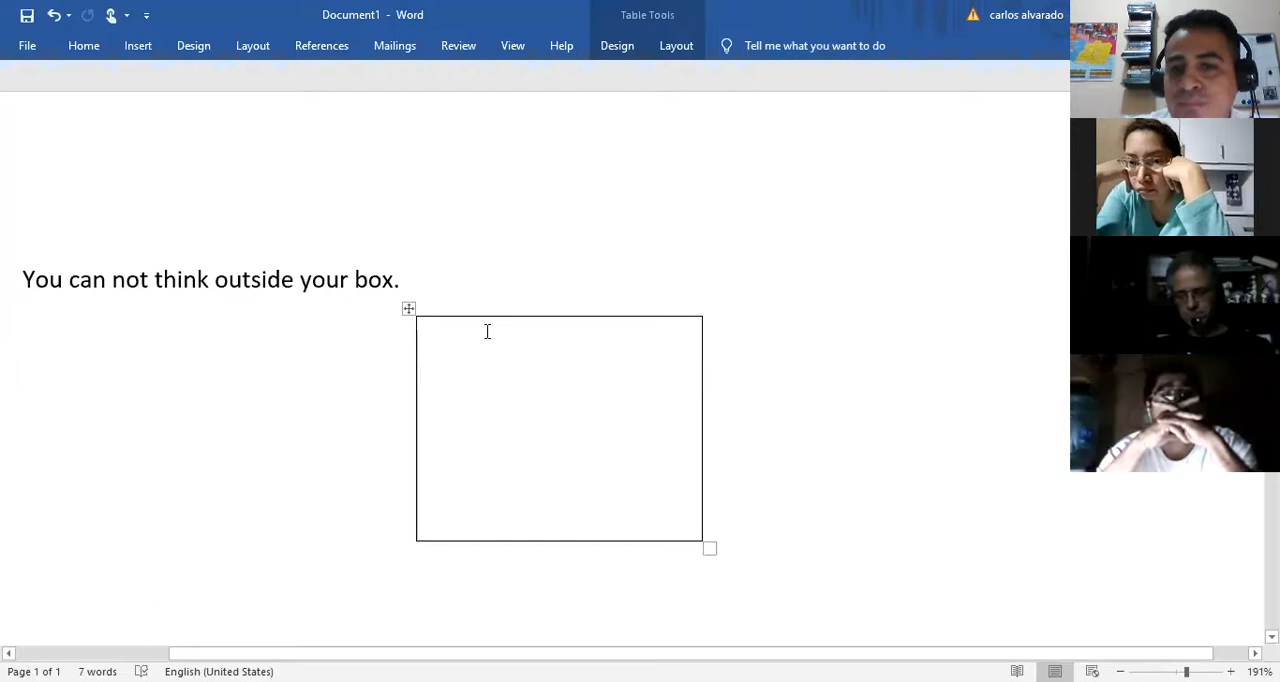 Document1 - Word
Table Tools
carlos alvarado
File Home Insert Design Layout References Mailings Review View Help Design Layout Tell me what you want to do
You can not think outside your box.
Page 1 of 1 7 words English (United States) 191%